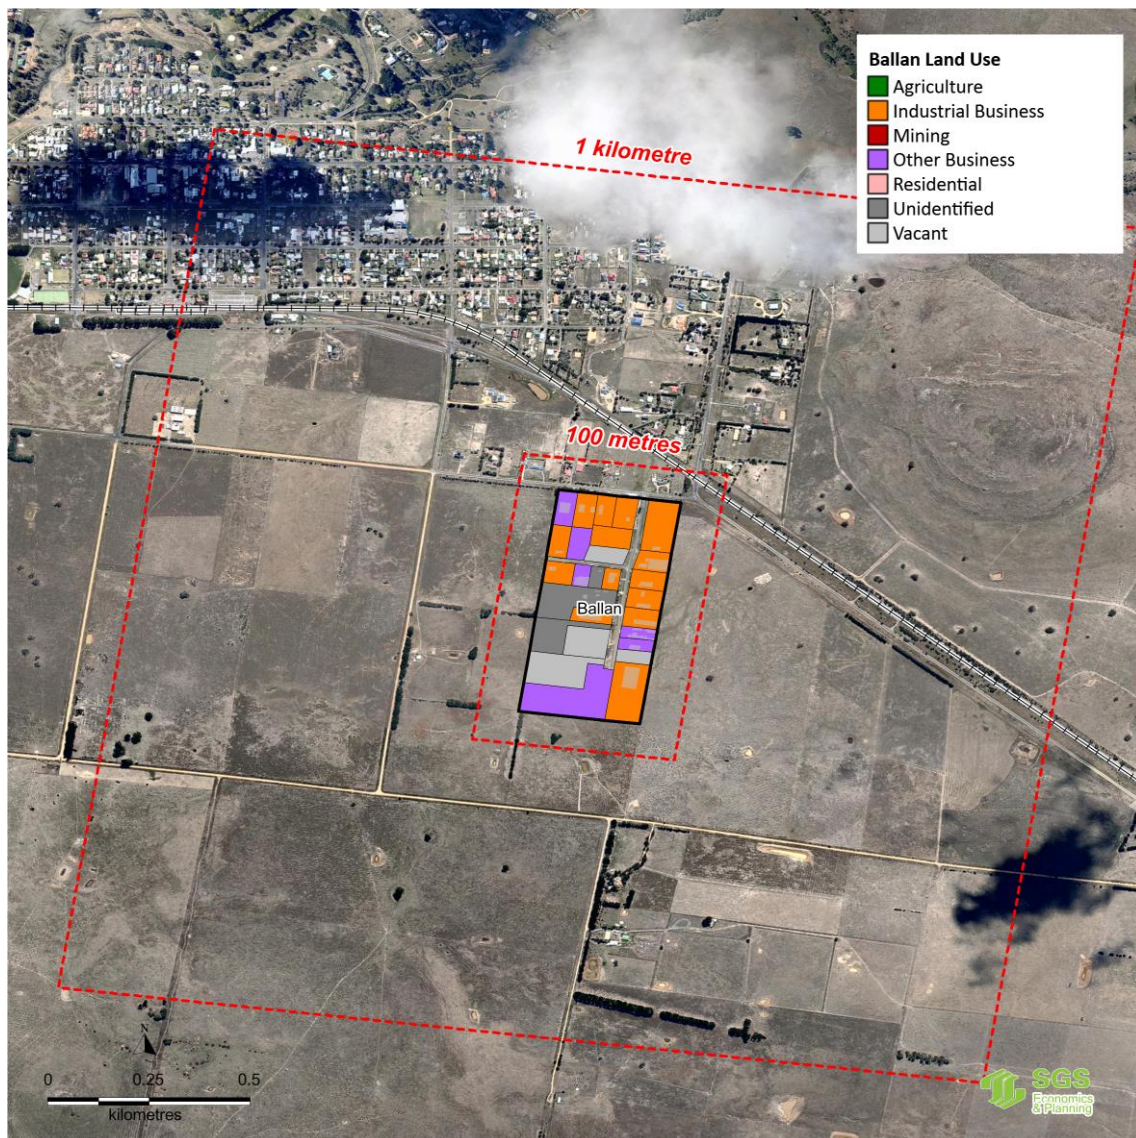 Ballan Land Use
Agriculture
Industrial Business
Mining
Other Business
Residential
Unidentified
Vacant
1 kilometre
100 metres
Ballan
N
0 0.25 0.5
kilometres
SGS
Economics
& Planning